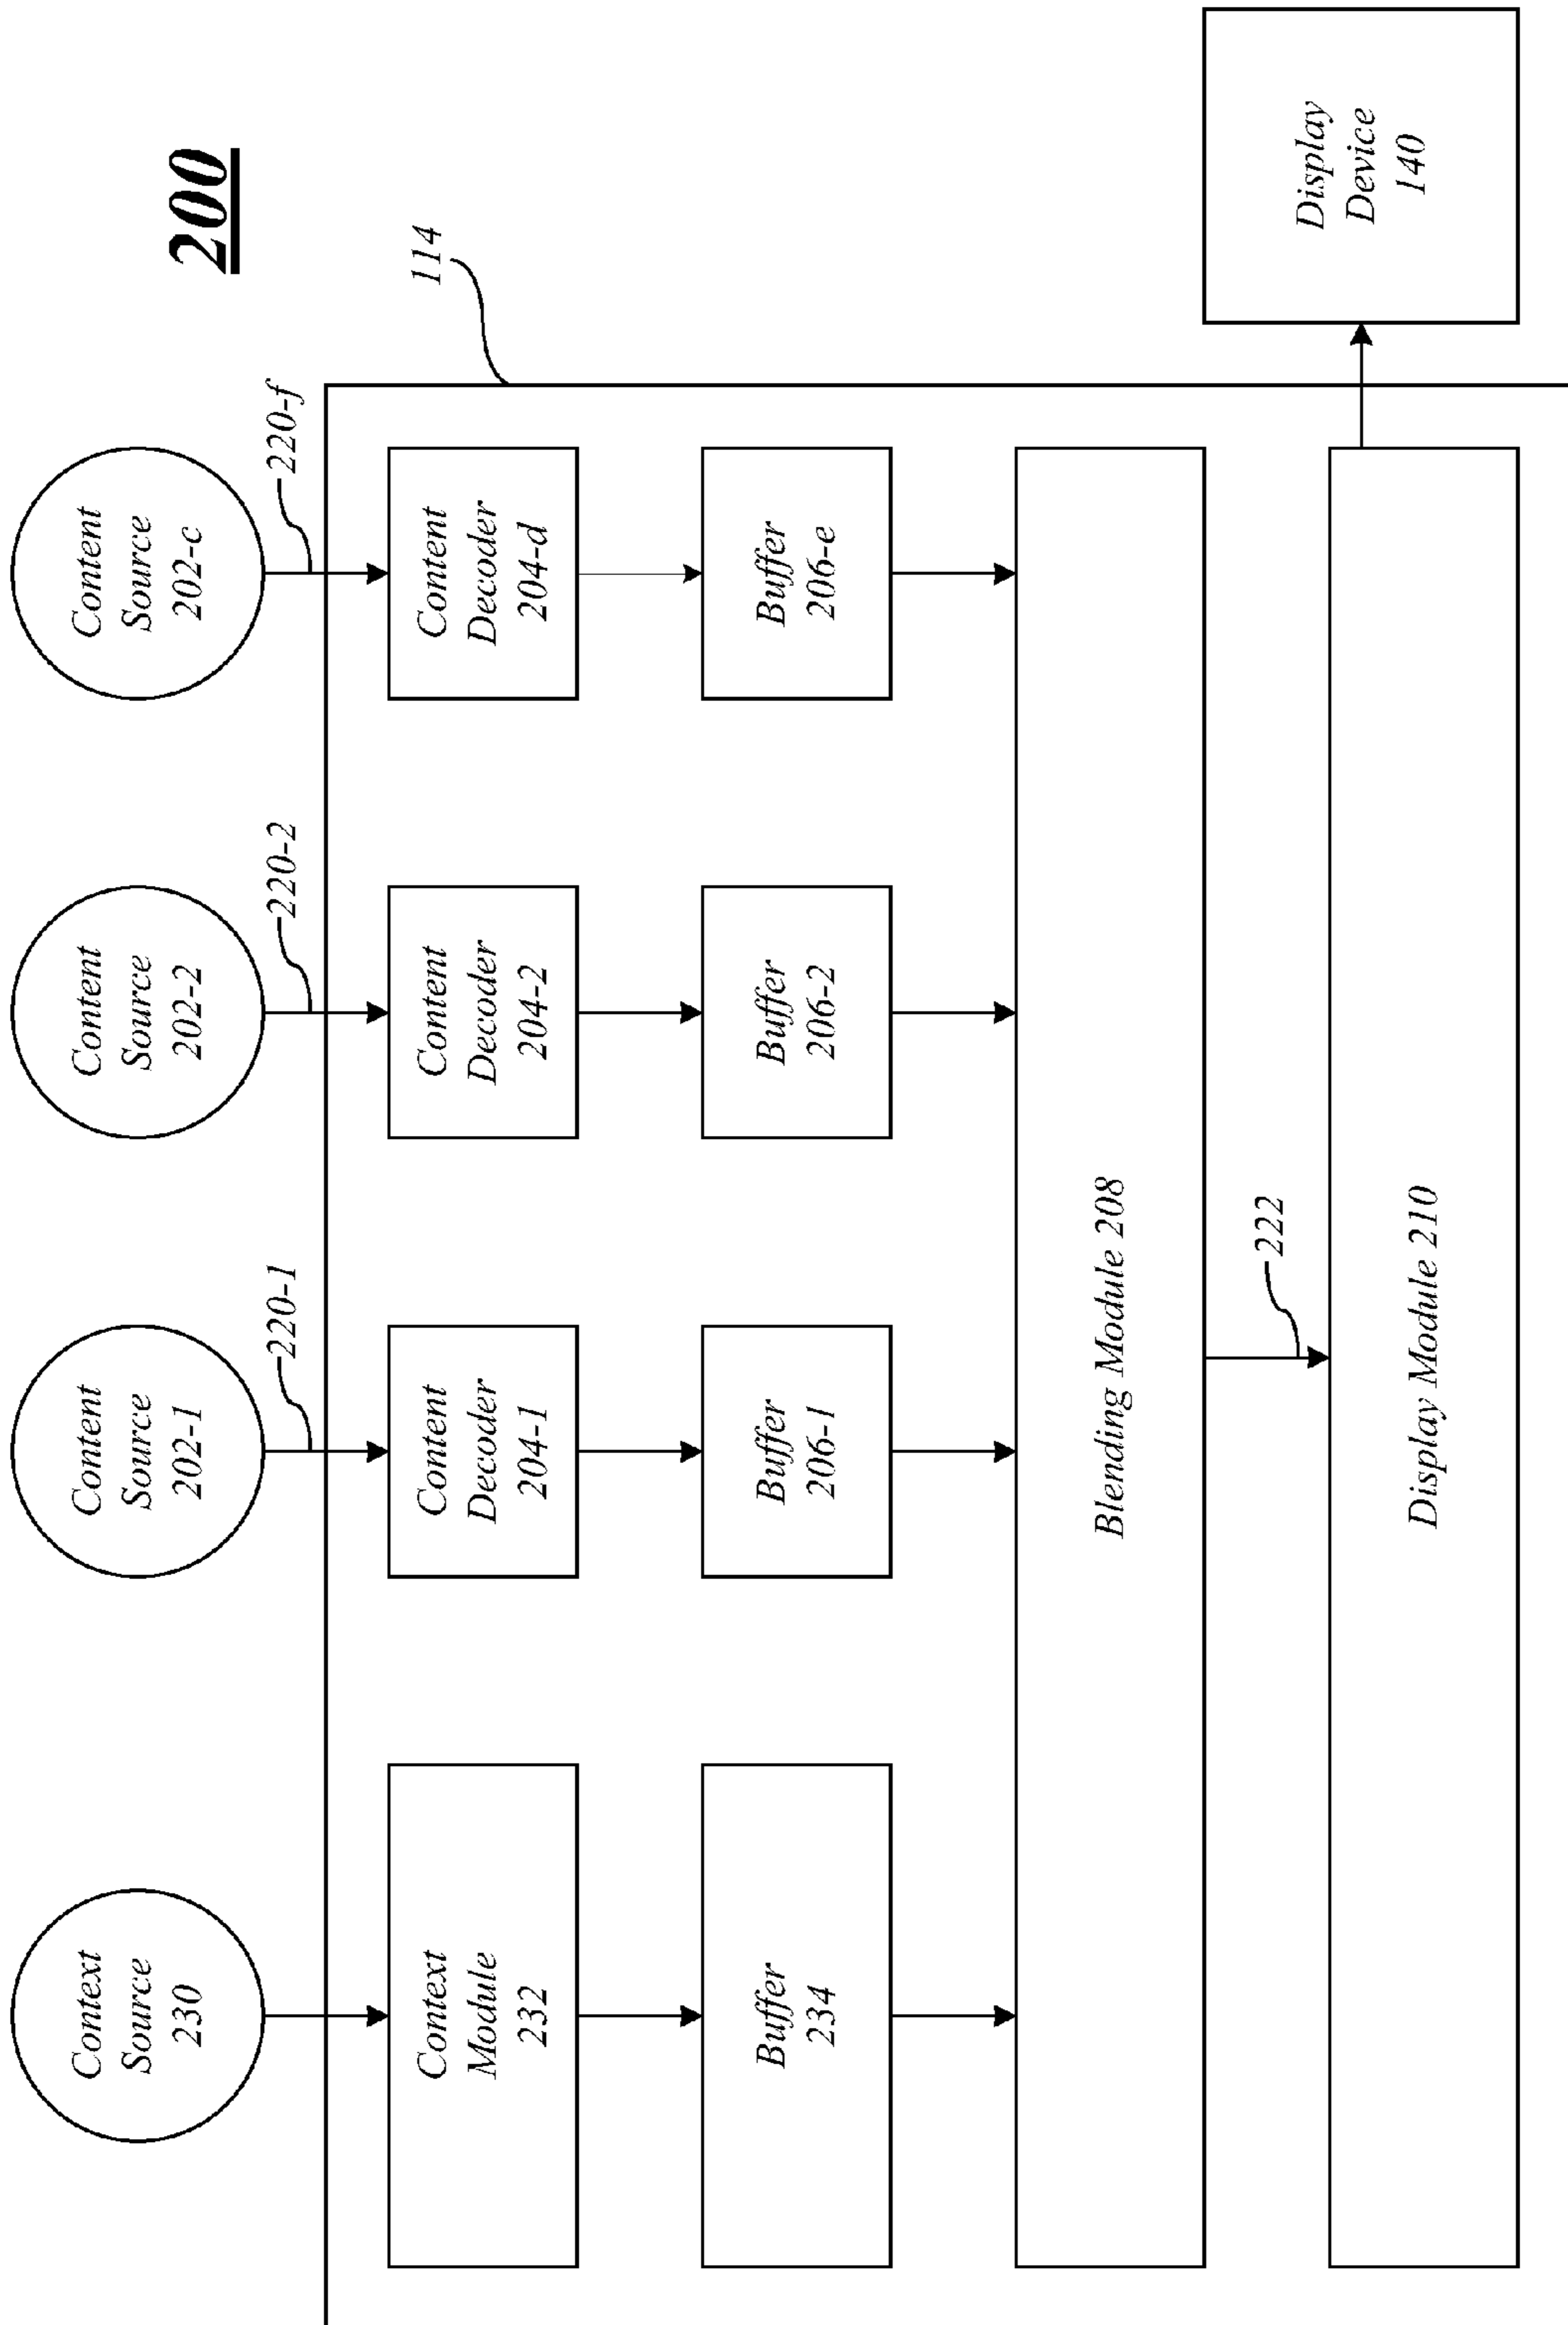 200
Context
Source
230
Content
Source
202-1
Content
Source
202-2
Content
Source
202-c
220-1
220-2
220-f
114
Context
Module
232
Content
Decoder
204-1
Content
Decoder
204-2
Content
Decoder
204-d
Buffer
234
Buffer
206-1
Buffer
206-2
Buffer
206-e
Blending Module 208
222
Display Module 210
Display
Device
140